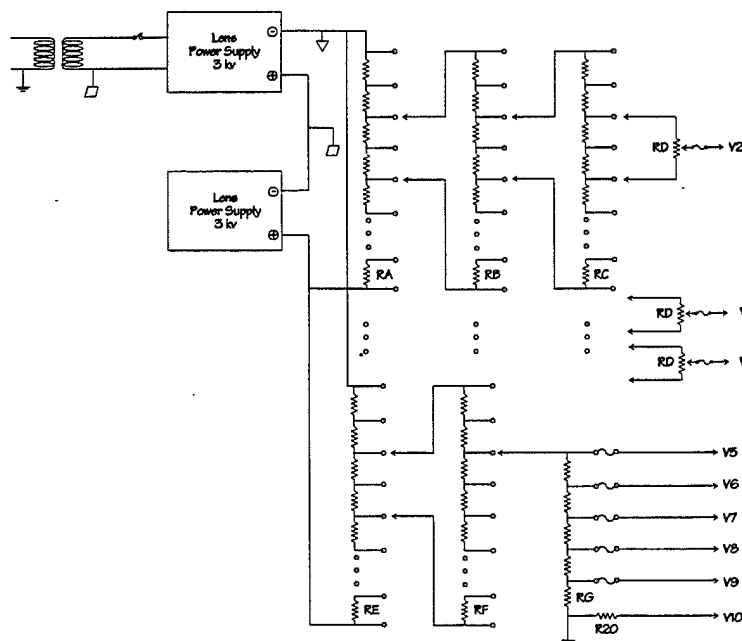 Lens
Power Supply
3 kv
Lens
Power Supply
3 kv
RA
RB
RC
RD
V2
RD
V
RD
V
RE
RF
RG
R20
V5
V6
V7
V8
V9
V10